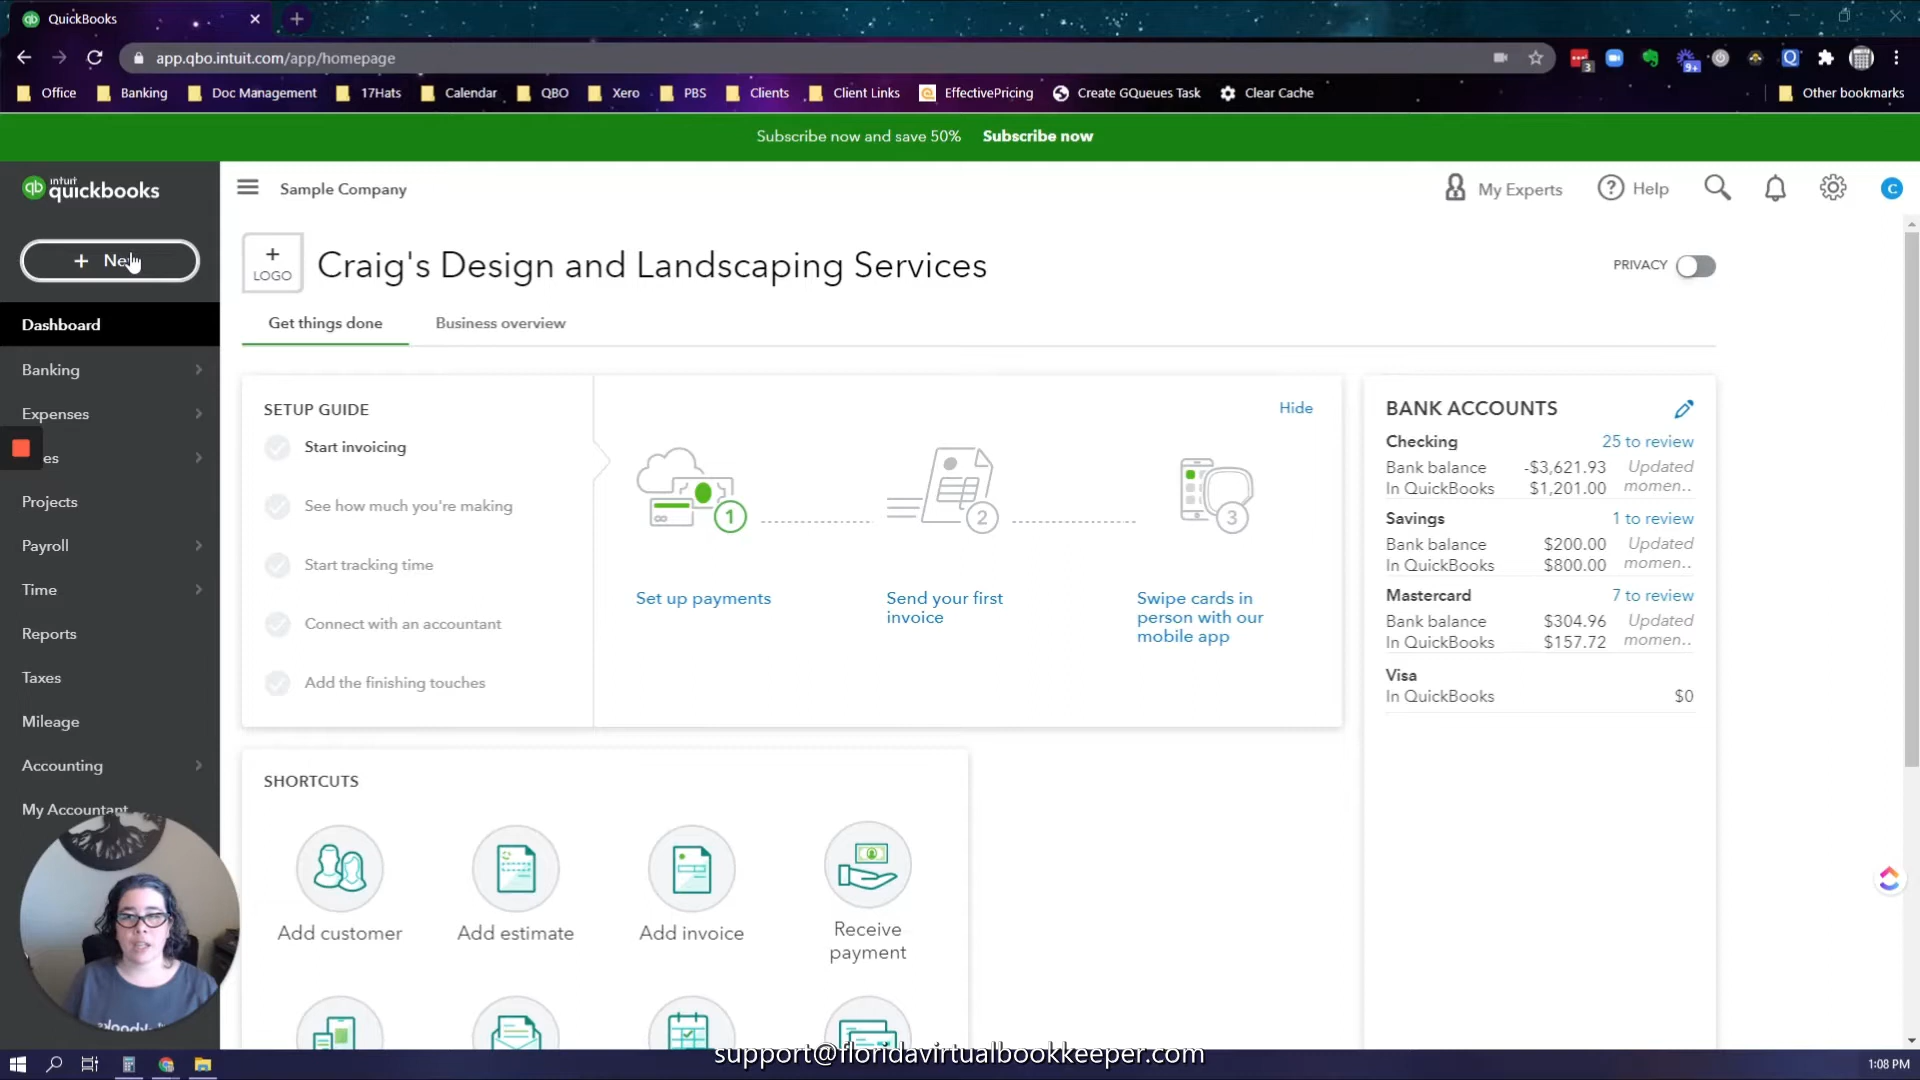 QuickBooks
app.qbo.intuit.com/app/homepage
3
9+
Office
Banking
Doc Management
17Hats
Calendar
QBO
Xero
PBS
Clients
Client Links
EffectivePricing
Create GQueues Task
Clear Cache
Other bookmarks
Subscribe now and save 50% Subscribe now
qb intuit quickbooks
Sample Company
My Experts
Help
C
+ New
+
LOGO
Craig's Design and Landscaping Services
PRIVACY
Dashboard
Banking
Expenses
es
Projects
Payroll
Time
Reports
Taxes
Mileage
Accounting
My Accountant
Get things done
Business overview
SETUP GUIDE
Start invoicing
See how much you're making
Start tracking time
Connect with an accountant
Add the finishing touches
Hide
1
2
3
Set up payments
Send your first
invoice
Swipe cards in
person with our
mobile app
BANK ACCOUNTS
Checking 25 to review
Bank balance -$3,621.93 Updated
In QuickBooks $1,201.00 momen..
Savings 1 to review
Bank balance $200.00 Updated
In QuickBooks $800.00 momen..
Mastercard 7 to review
Bank balance $304.96 Updated
In QuickBooks $157.72 momen..
Visa
In QuickBooks $0
SHORTCUTS
Add customer
Add estimate
Add invoice
Receive
payment
support@floridavirtualbookkeeper.com
1:08 PM